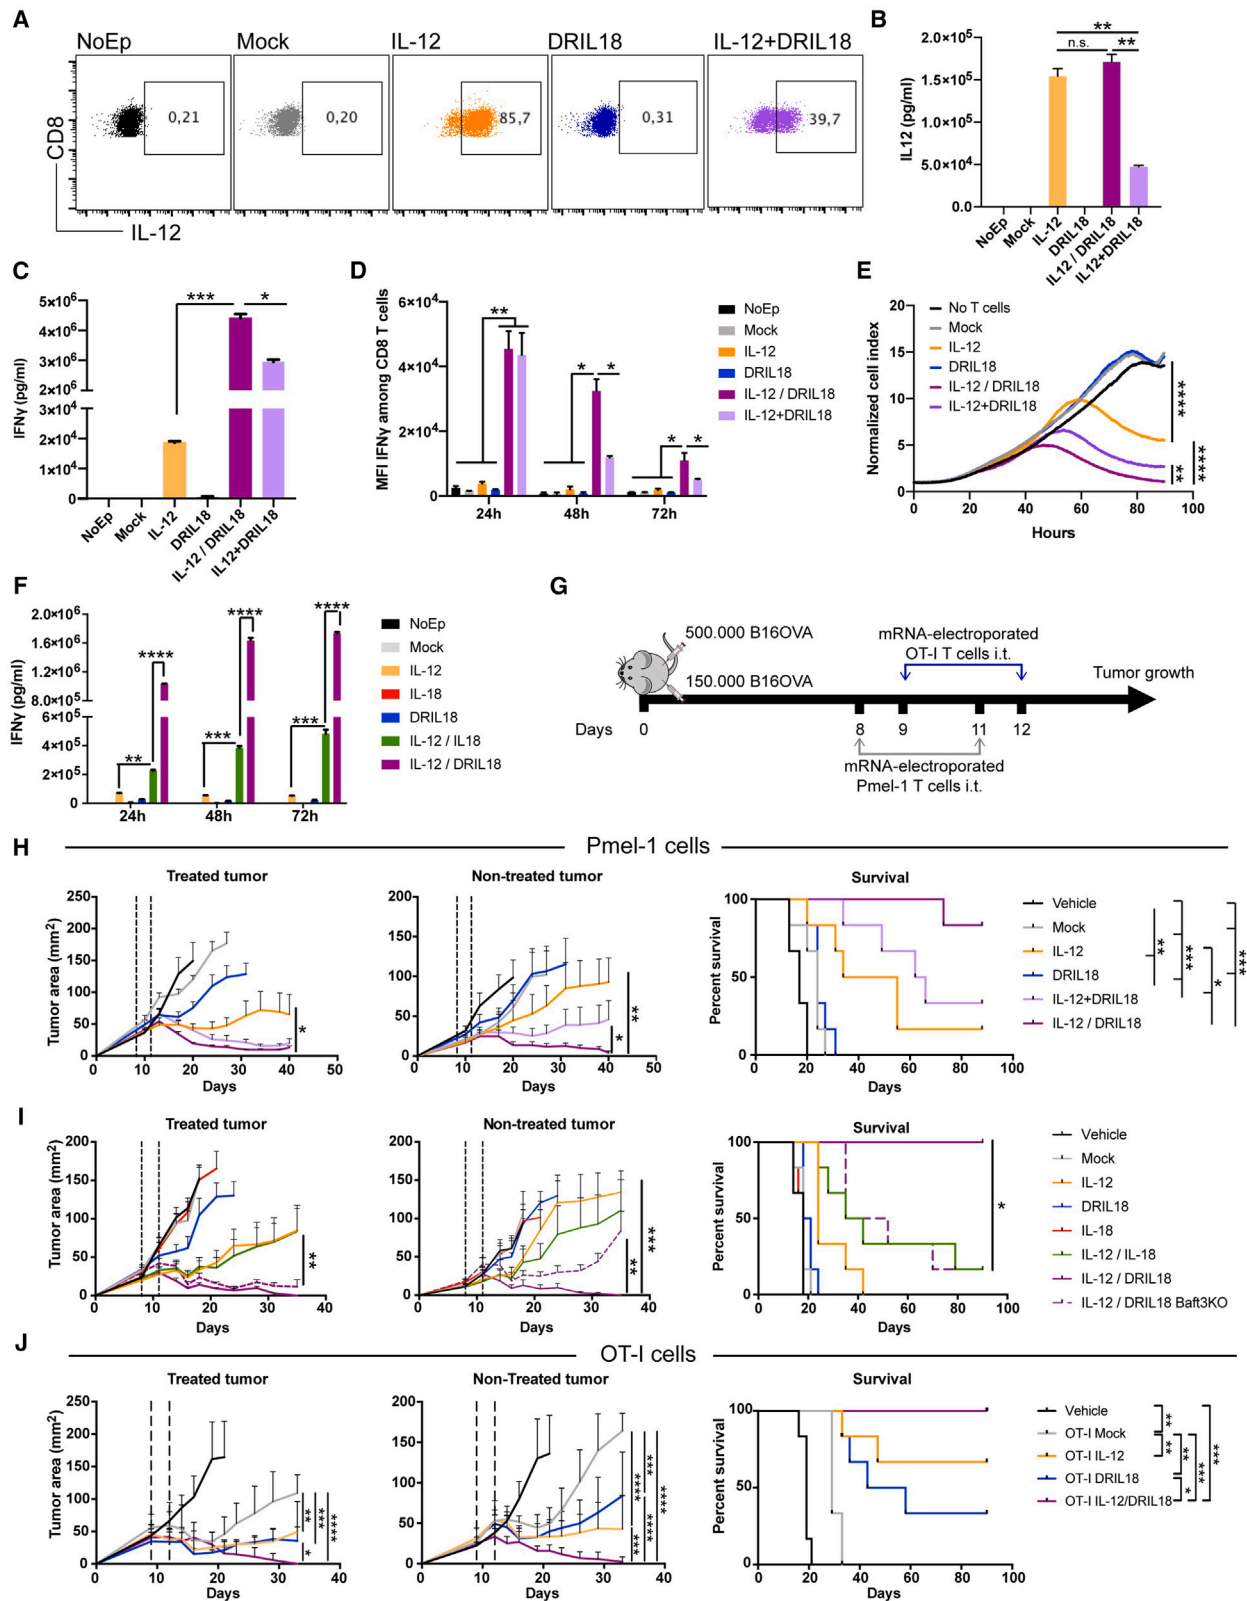 A
NoEp
Mock
IL-12
DRIL18
IL-12+DRIL18
0,21
0,20
85,7
0,31
39,7
CD8
IL-12
B
IL12 (pg/ml)
2.0×10⁵
1.5×10⁵
1.0×10⁵
5.0×10⁴
0.0
**
n.s.
**
NoEp
Mock
IL-12
DRIL18
IL12 / DRIL18
IL12+DRIL18
C
IFNγ (pg/ml)
5×10⁶
4×10⁶
3×10⁶
2×10⁶
3×10⁴
2×10⁴
1×10⁴
0
***
*
NoEp
Mock
IL-12
DRIL18
IL-12 / DRIL18
IL12+DRIL18
D
MFI IFNγ among CD8 T cells
6×10⁴
4×10⁴
2×10⁴
0
**
*
*
*
*
24h
48h
72h
NoEp
Mock
IL-12
DRIL18
IL-12 / DRIL18
IL-12+DRIL18
E
Normalized cell index
20
15
10
5
0
No T cells
Mock
IL-12
DRIL18
IL-12 / DRIL18
IL-12+DRIL18
****
**
****
0
20
40
60
80
100
Hours
F
IFNγ (pg/ml)
2.0×10⁶
1.6×10⁶
1.2×10⁶
8.0×10⁵
6×10⁵
4×10⁵
2×10⁵
0
**
****
***
****
***
****
24h
48h
72h
NoEp
Mock
IL-12
IL-18
DRIL18
IL-12 / IL18
IL-12 / DRIL18
G
500.000 B16OVA
150.000 B16OVA
mRNA-electroporated
OT-I T cells i.t.
Tumor growth
Days
0
8
9
11
12
mRNA-electroporated
Pmel-1 T cells i.t.
H
Pmel-1 cells
Treated tumor
Tumor area (mm²)
250
200
150
100
50
0
*
0
10
20
30
40
50
Days
Non-treated tumor
200
150
100
50
0
*
**
0
10
20
30
40
50
Days
Survival
Percent survival
100
50
0
0
20
40
60
80
100
Days
Vehicle
Mock
IL-12
DRIL18
IL-12+DRIL18
IL-12 / DRIL18
**
***
*
***
I
Treated tumor
Tumor area (mm²)
200
150
100
50
0
**
0
10
20
30
40
Days
Non-treated tumor
200
150
100
50
0
**
***
0
10
20
30
40
Days
Survival
Percent survival
100
50
0
*
0
20
40
60
80
100
Days
Vehicle
Mock
IL-12
DRIL18
IL-18
IL-12 / IL-18
IL-12 / DRIL18
IL-12 / DRIL18 Baft3KO
J
OT-I cells
Treated tumor
Tumor area (mm²)
250
200
150
100
50
0
**
*
***
****
0
10
20
30
40
Days
Non-Treated tumor
200
150
100
50
0
****
***
***
****
****
0
10
20
30
40
Days
Survival
Percent survival
100
50
0
0
20
40
60
80
100
Days
Vehicle
OT-I Mock
OT-I IL-12
OT-I DRIL18
OT-I IL-12/DRIL18
**
**
**
*
***
***